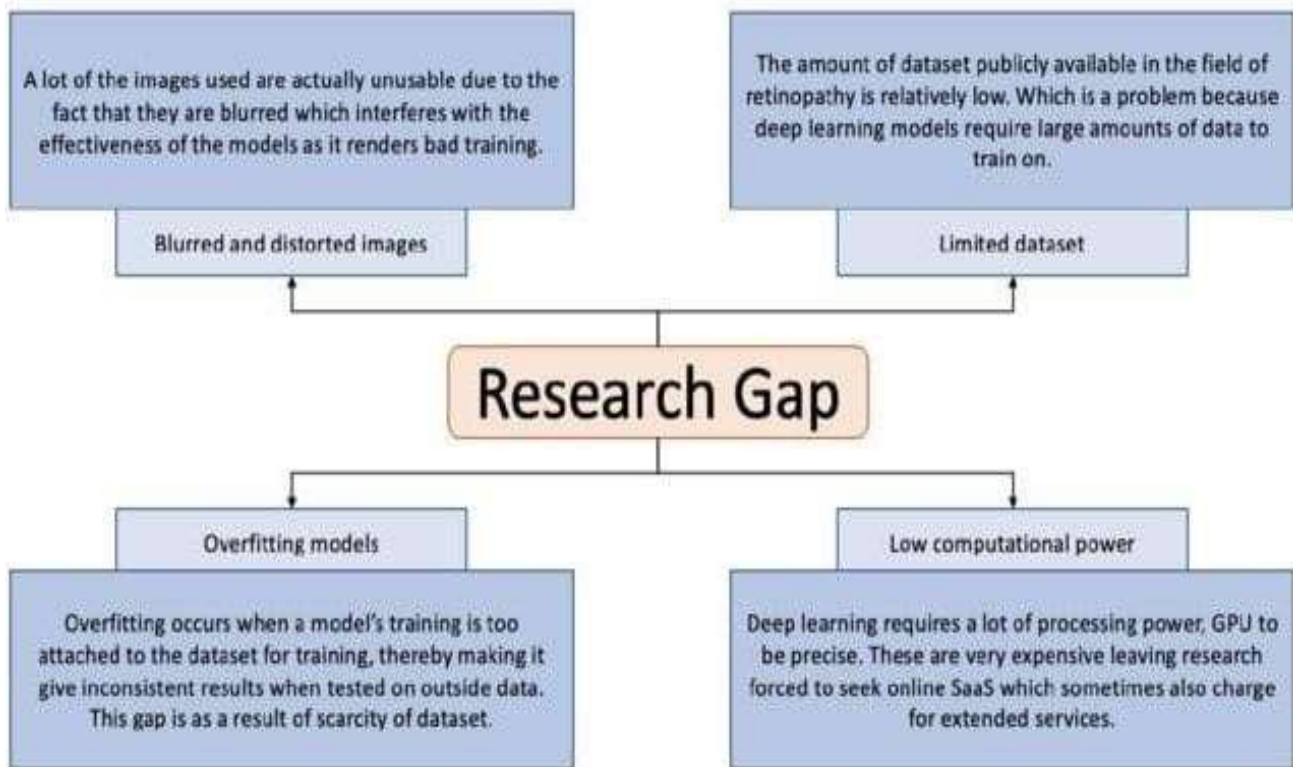 A lot of the images used are actually unusable due to the
fact that they are blurred which interferes with the
effectiveness of the models as it renders bad training.
Blurred and distorted images
The amount of dataset publicly available in the field of
retinopathy is relatively low. Which is a problem because
deep learning models require large amounts of data to
train on.
Limited dataset
Research Gap
Overfitting models
Overfitting occurs when a model's training is too
attached to the dataset for training, thereby making it
give inconsistent results when tested on outside data.
This gap is as a result of scarcity of dataset.
Low computational power
Deep learning requires a lot of processing power, GPU to
be precise. These are very expensive leaving research
forced to seek online SaaS which sometimes also charge
for extended services.